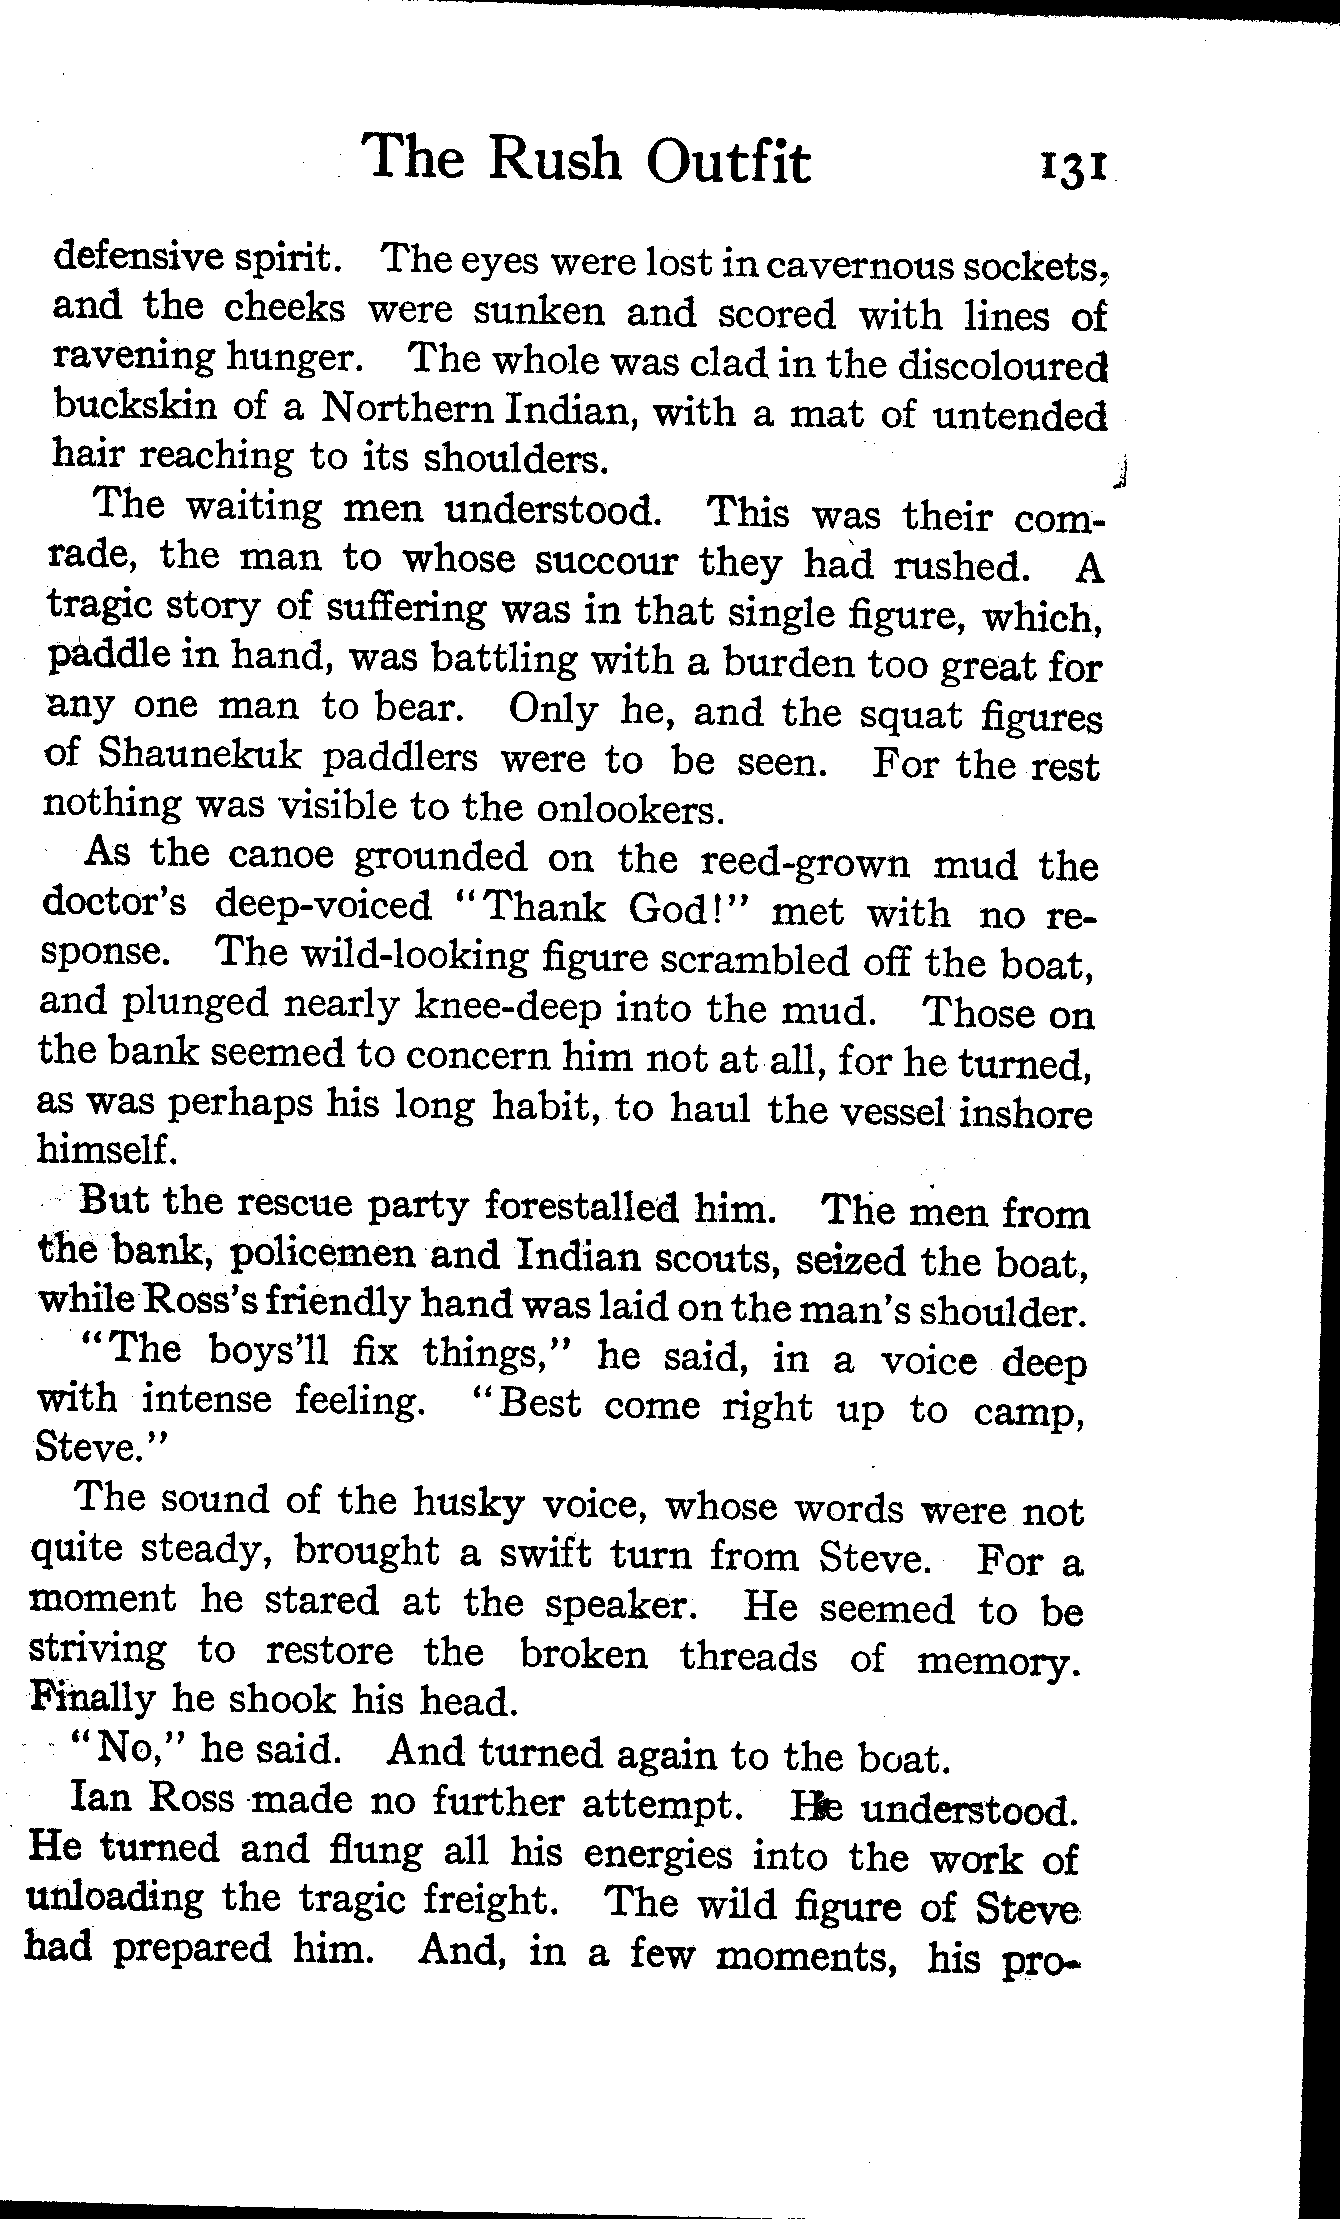 The Rush Outfit 131
defensive spirit. The eyes were lost in cavernous sockets,
and the cheeks were sunken and scored with lines of
ravening hunger. The whole was clad in the discoloured
buckskin of a Northern Indian, with a mat of untended
hair reaching to its shoulders.
The waiting men understood. This was their com-
rade, the man to whose succour they had rushed. A
tragic story of suffering was in that single figure, which,
paddle in hand, was battling with a burden too great for
any one man to bear. Only he, and the squat figures
of Shaunekuk paddlers were to be seen. For the rest
nothing was visible to the onlookers.
As the canoe grounded on the reed-grown mud the
doctor's deep-voiced "Thank God!" met with no re-
sponse. The wild-looking figure scrambled off the boat,
and plunged nearly knee-deep into the mud. Those on
the bank seemed to concern him not at all, for he turned,
as was perhaps his long habit, to haul the vessel inshore
himself.
But the rescue party forestalled him. The men from
the bank, policemen and Indian scouts, seized the boat,
while Ross's friendly hand was laid on the man's shoulder.
"The boys'll fix things," he said, in a voice deep
with intense feeling. "Best come right up to camp,
Steve."
The sound of the husky voice, whose words were not
quite steady, brought a swift turn from Steve. For a
moment he stared at the speaker. He seemed to be
striving to restore the broken threads of memory.
Finally he shook his head.
"No," he said. And turned again to the boat.
Ian Ross made no further attempt. He understood.
He turned and flung all his energies into the work of
unloading the tragic freight. The wild figure of Steve
had prepared him. And, in a few moments, his pro-